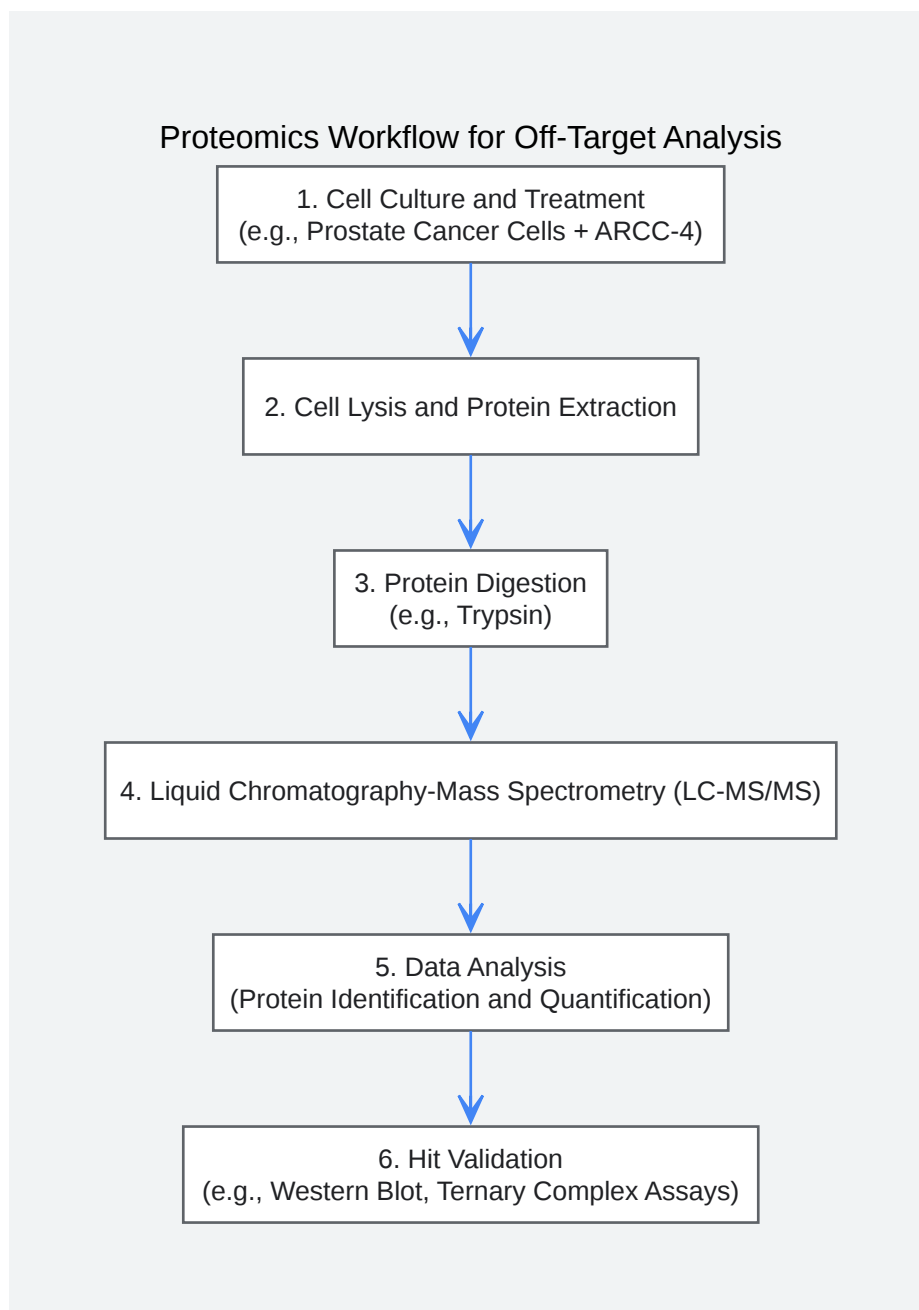 Proteomics Workflow for Off-Target Analysis
1. Cell Culture and Treatment
(e.g., Prostate Cancer Cells + ARCC-4)
2. Cell Lysis and Protein Extraction
3. Protein Digestion
(e.g., Trypsin)
4. Liquid Chromatography-Mass Spectrometry (LC-MS/MS)
5. Data Analysis
(Protein Identification and Quantification)
6. Hit Validation
(e.g., Western Blot, Ternary Complex Assays)